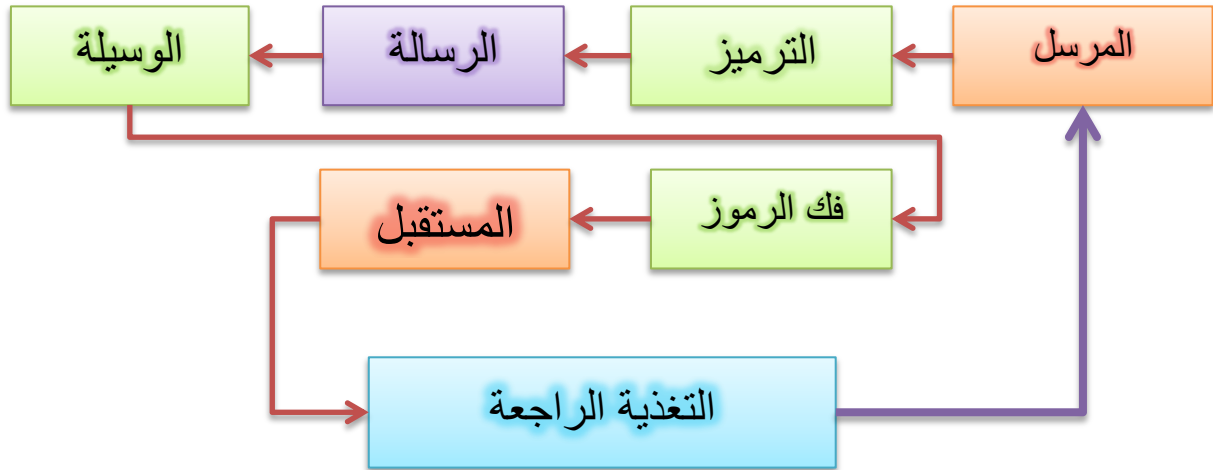 المرسل
الترميز
الرسالة
الوسيلة
فك الرموز
المستقبل
التغذية الراجعة